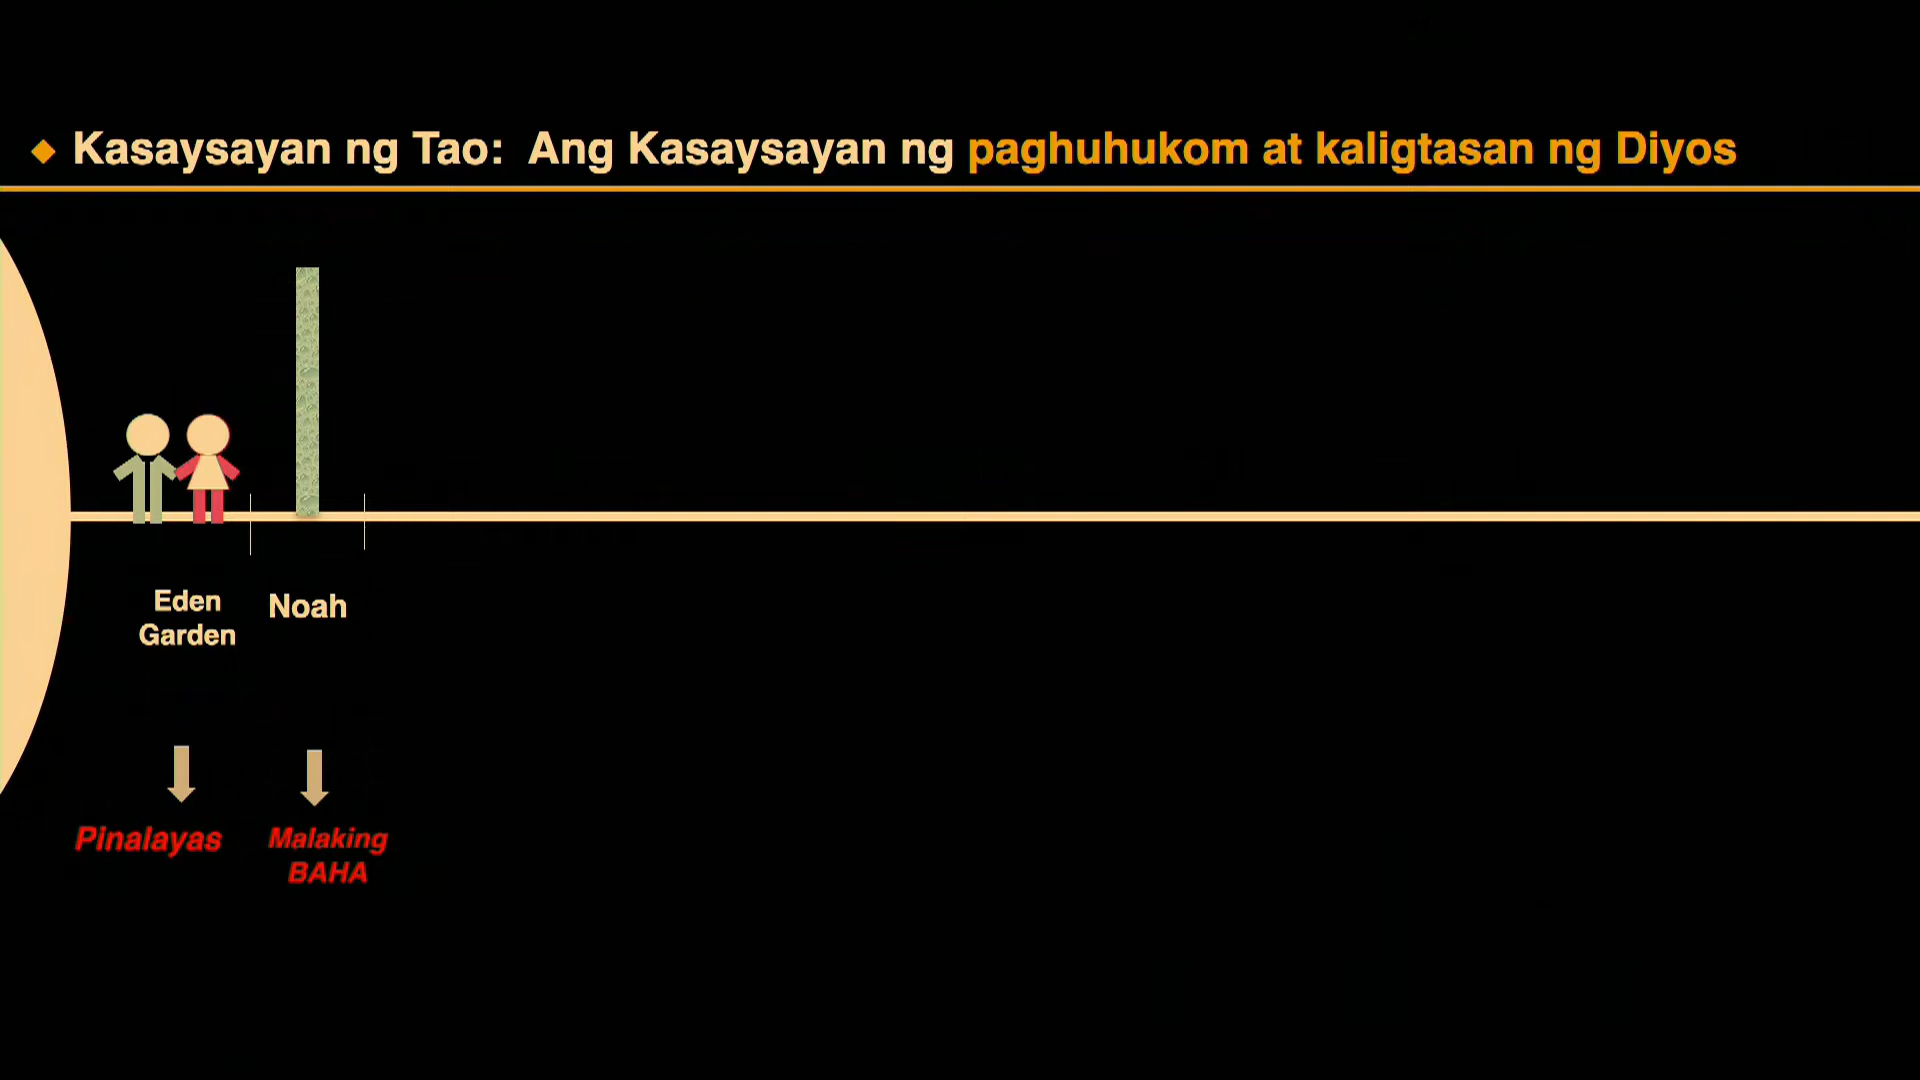 Kasaysayan ng Tao: Ang Kasaysayan ng paghuhukom at kaligtasan ng Diyos
Eden
Garden
Noah
Pinalayas
Malaking
BAHA